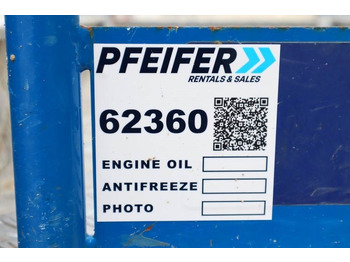 PFEIFER
RENTALS & SALES
62360
ENGINE OIL
ANTIFREEZE
PHOTO